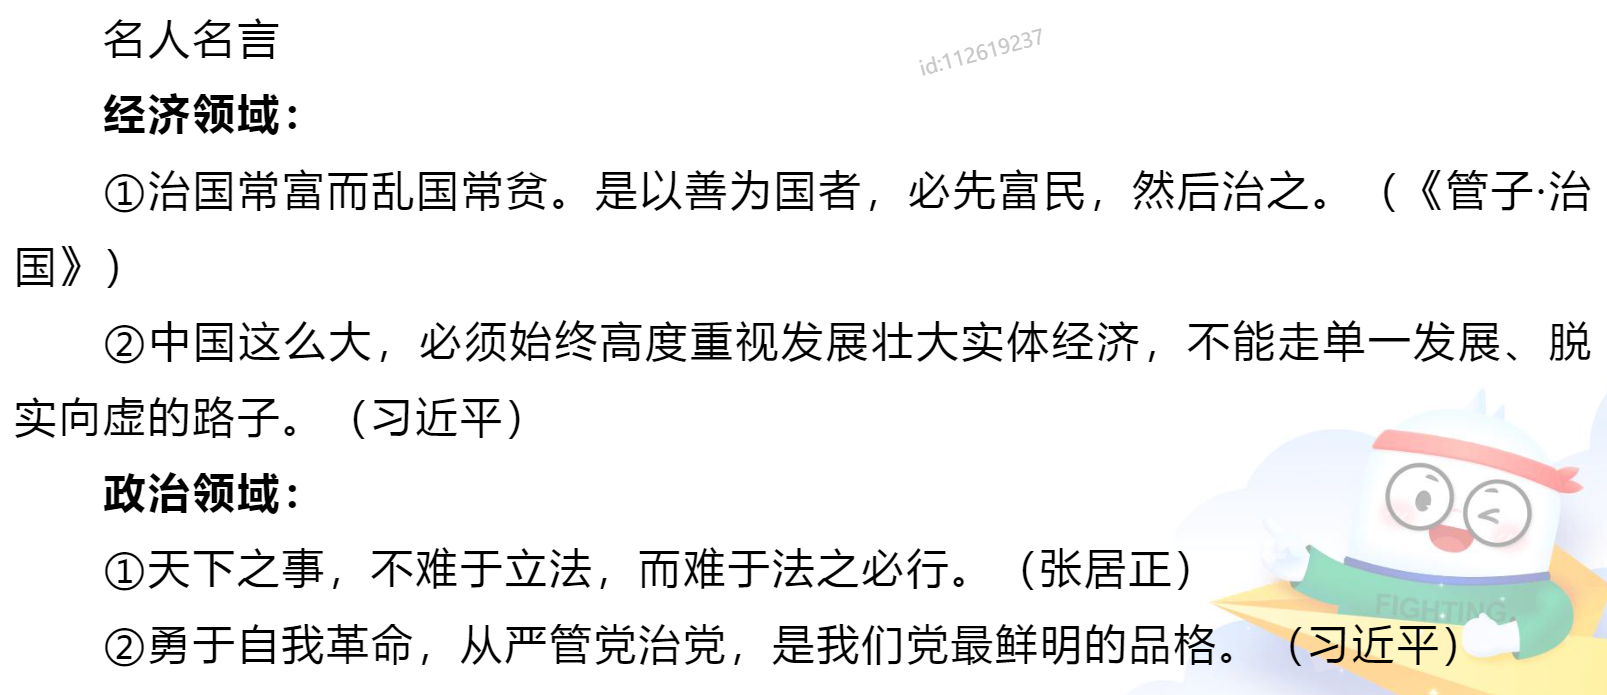 名人名言
id:112619237
经济领域：
①治国常富而乱国常贫。是以善为国者，必先富民，然后治之。（《管子·治
国》）
②中国这么大，必须始终高度重视发展壮大实体经济，不能走单一发展、脱
实向虚的路子。（习近平）
政治领域：
①天下之事，不难于立法，而难于法之必行。（张居正）
FIGHTING
②勇于自我革命，从严管党治党，是我们党最鲜明的品格。（习近平）